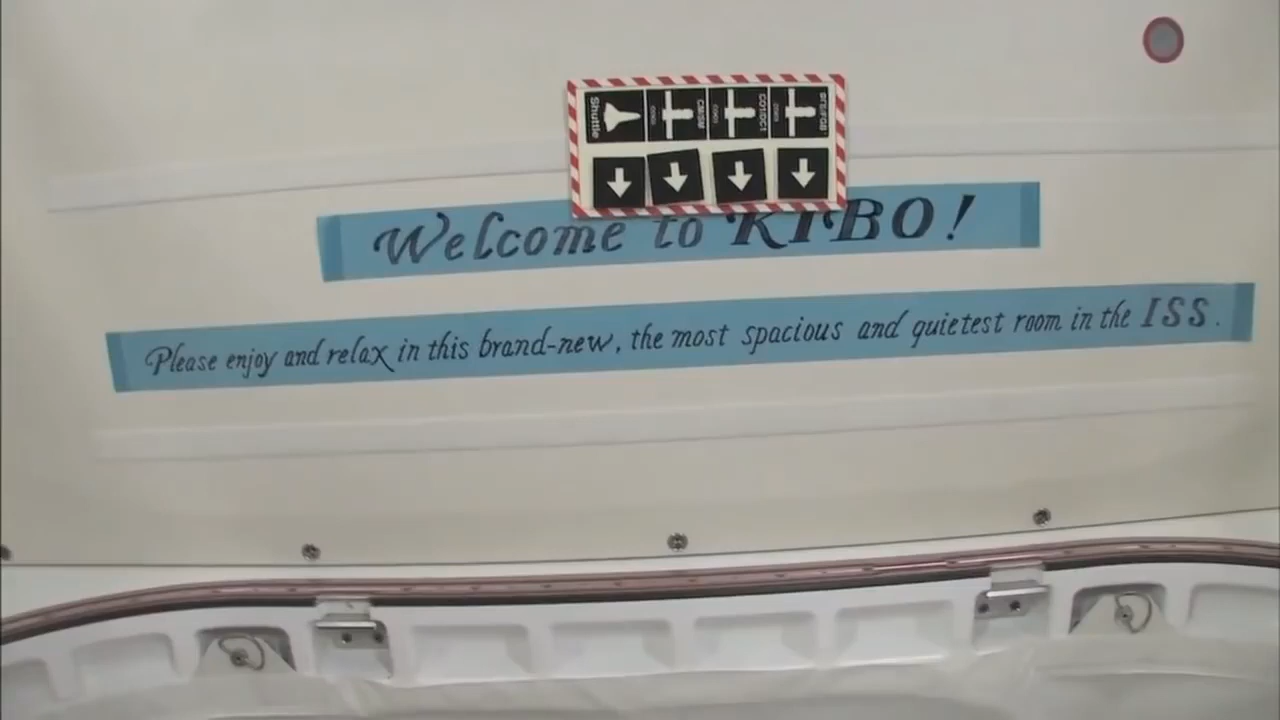 Shuttle
Welcome to KIBO!
Please enjoy and relax in this brand-new, the most spacious and quietest room in the ISS.